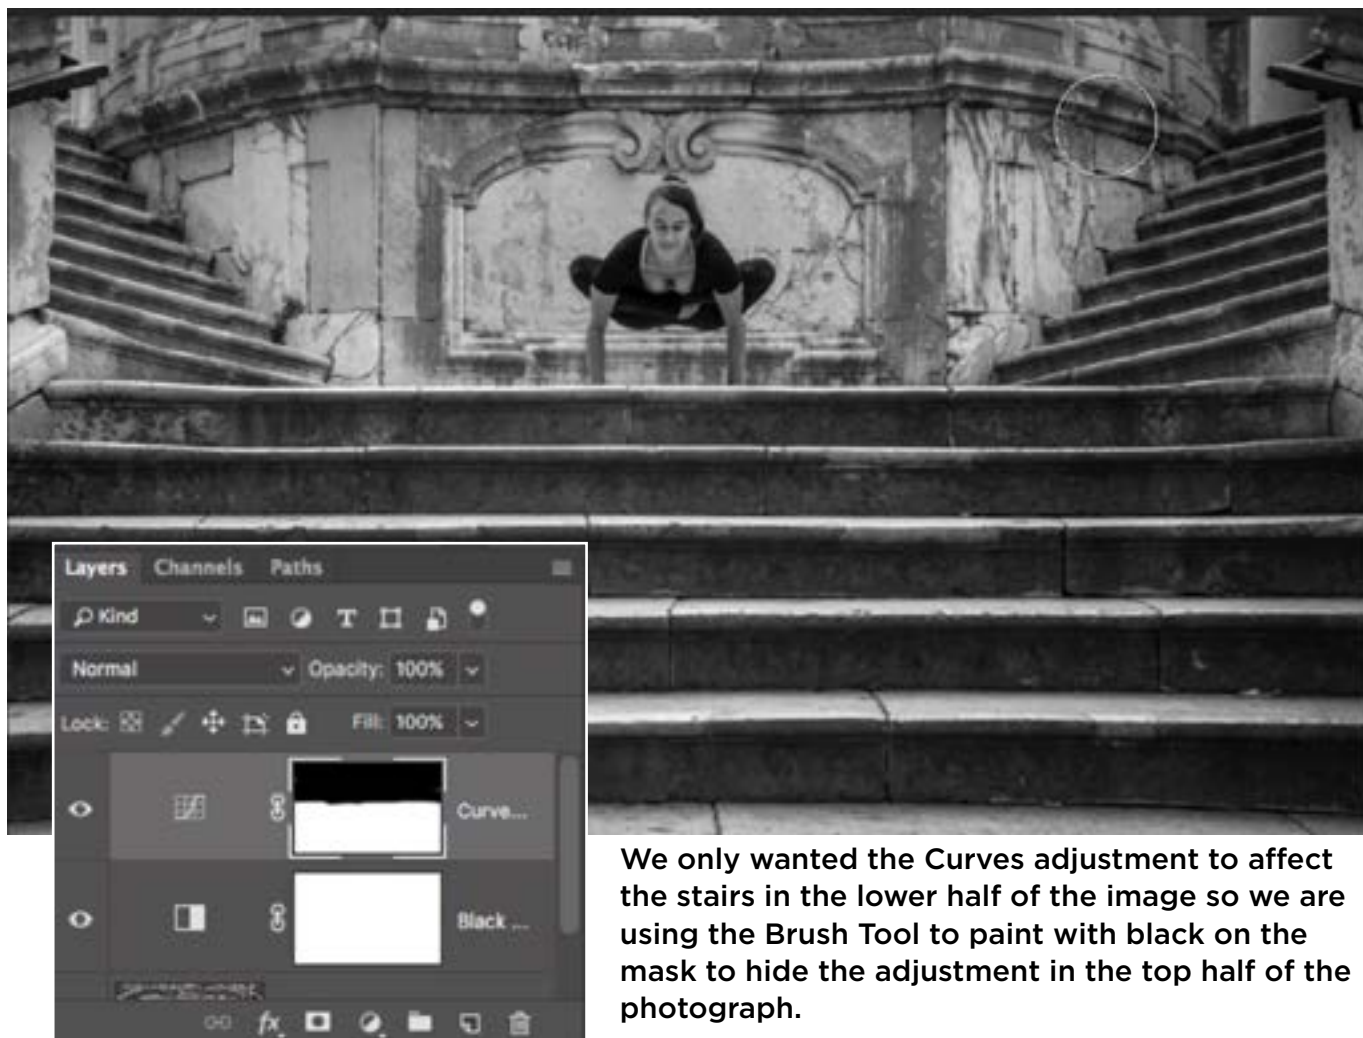 Layers Channels Paths
Kind
Normal Opacity: 100%
Lock: Fill: 100%
Curve...
Black ...
fx
We only wanted the Curves adjustment to affect
the stairs in the lower half of the image so we are
using the Brush Tool to paint with black on the
mask to hide the adjustment in the top half of the
photograph.